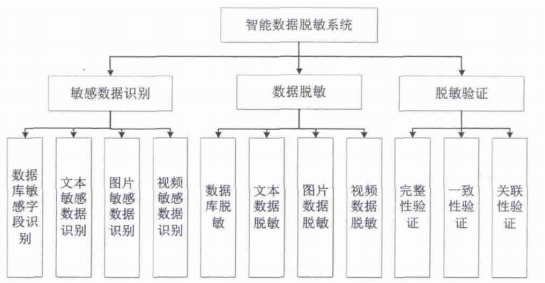 智能数据脱敏系统
敏感数据识别
数据脱敏
脱敏验证
数据
库敏
感字
段识
别
文本
敏感
数据
识别
图片
敏感
数据
识别
视频
敏感
数据
识别
数据
库脱
敏
文本
数据
脱敏
图片
数据
脱敏
视频
数据
脱敏
完整
性验
证
一致
性验
证
关联
性验
证